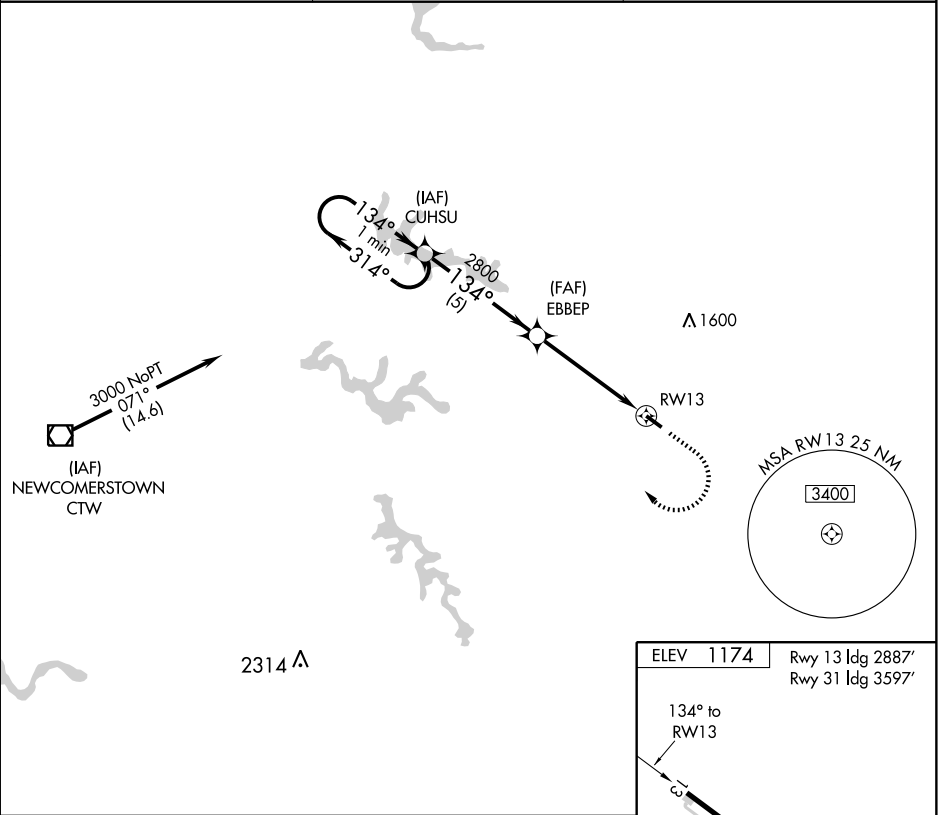 (IAF)
CUHSU
134°
1 min
314°
2800
134°
(5)
(FAF)
EBBEP
1600
3000 NoPT
071°
(14.6)
RW13
(IAF)
NEWCOMERSTOWN
CTW
MSA RW13 25 NM
3400
2314
ELEV 1174
Rwy 13 ldg 2887'
Rwy 31 ldg 3597'
134° to
RW13
13